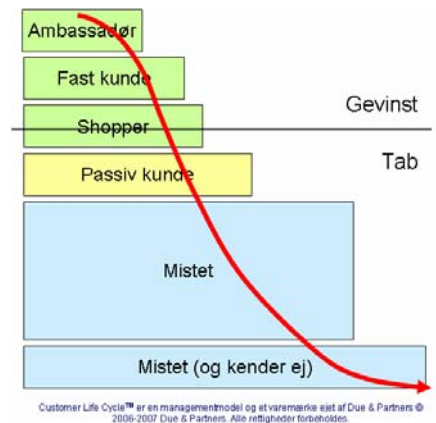 Ambassadør
Fast kunde
Gevinst
Shopper
Tab
Passiv kunde
Mistet
Mistet (og kender ej)
Customer Life Cycle™ er en managementmodel og et varemærke ejet af Due & Partners ©
2006-2007 Due & Partners. Alle rettigheder forbeholdes.